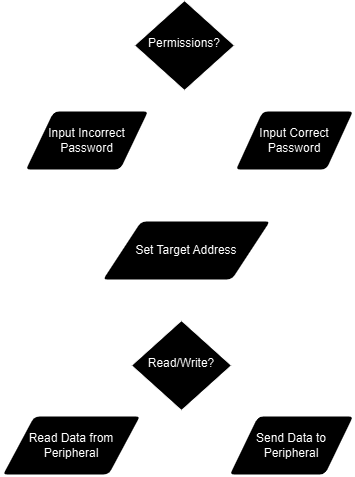 Permissions?
Input Incorrect
Password
Input Correct
Password
Set Target Address
Read/Write?
Read Data from
Peripheral
Send Data to
Peripheral